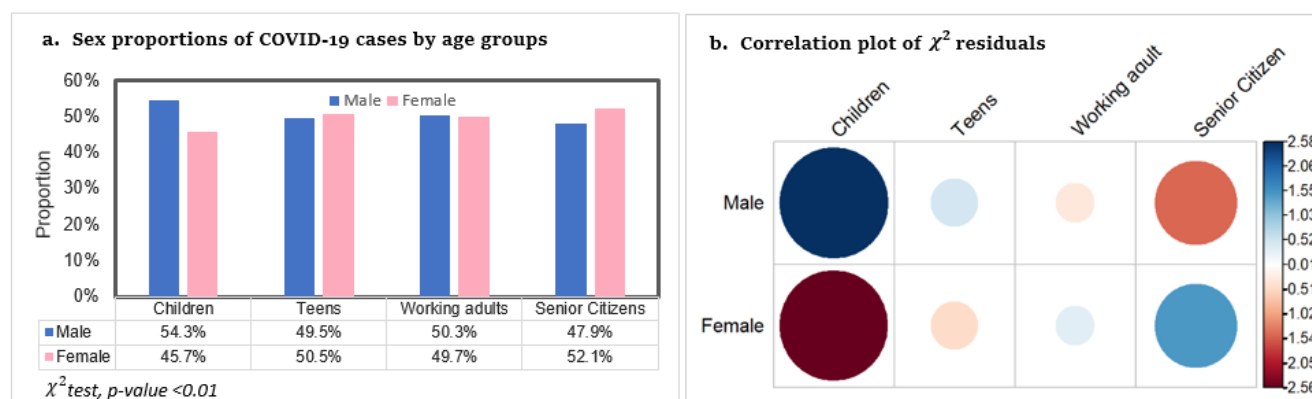 a. Sex proportions of COVID-19 cases by age groups
60%
50%
40%
30%
20%
10%
0%
Proportion
Male Female
Children Teens Working adults Senior Citizens
Male 54.3% 49.5% 50.3% 47.9%
Female 45.7% 50.5% 49.7% 52.1%
χ² test, p-value <0.01
b. Correlation plot of χ² residuals
Children Teens Working adult Senior Citizen
Male
Female
2.58
2.06
1.55
1.03
0.52
0.01
-0.51
-1.02
-1.54
-2.05
-2.56